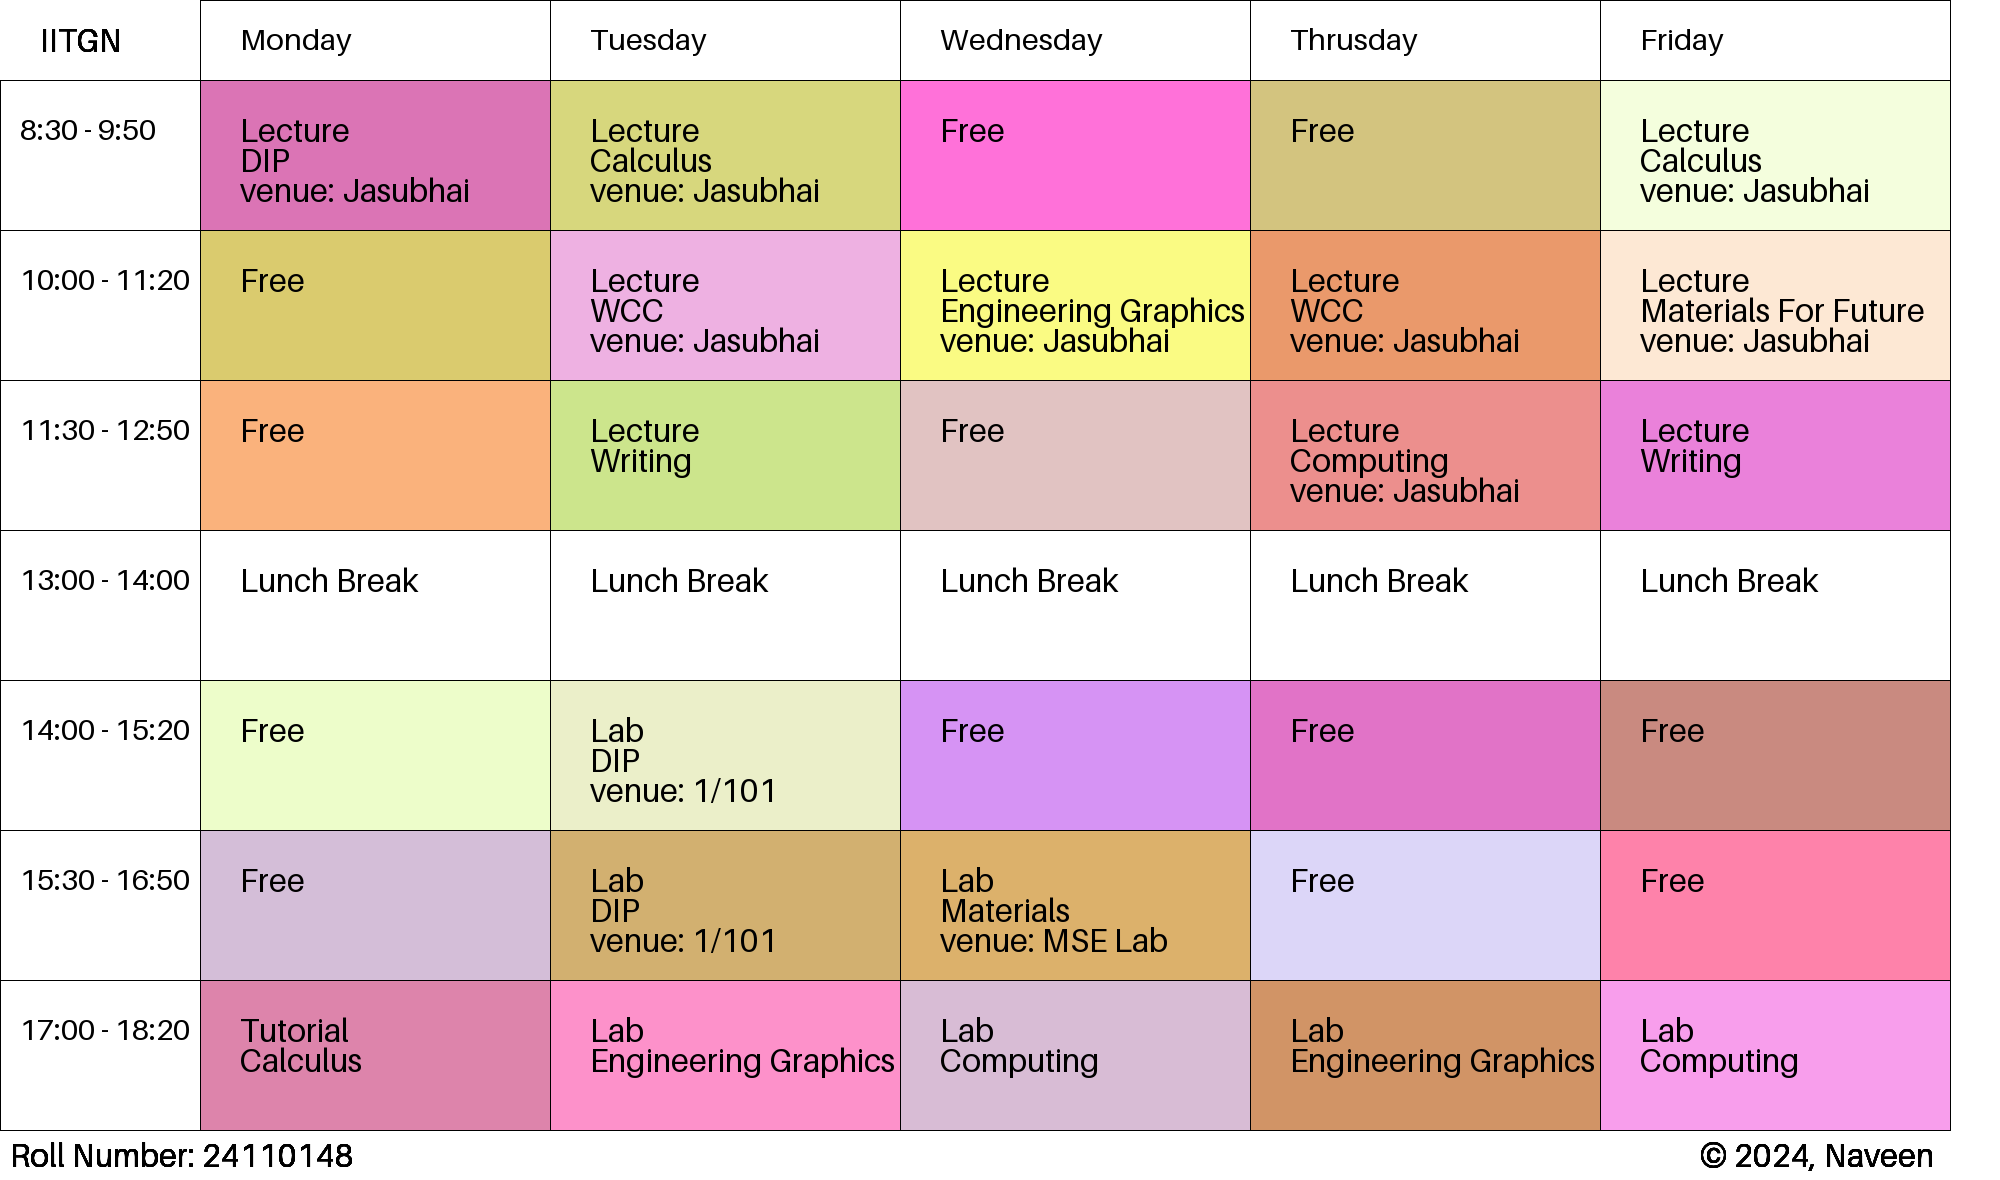 IITGN Monday Tuesday Wednesday Thrusday Friday
8:30 - 9:50
Lecture
DIP
venue: Jasubhai
Lecture
Calculus
venue: Jasubhai
Free
Free
Lecture
Calculus
venue: Jasubhai
10:00 - 11:20
Free
Lecture
WCC
venue: Jasubhai
Lecture
Engineering Graphics
venue: Jasubhai
Lecture
WCC
venue: Jasubhai
Lecture
Materials For Future
venue: Jasubhai
11:30 - 12:50
Free
Lecture
Writing
Free
Lecture
Computing
venue: Jasubhai
Lecture
Writing
13:00 - 14:00
Lunch Break
Lunch Break
Lunch Break
Lunch Break
Lunch Break
14:00 - 15:20
Free
Lab
DIP
venue: 1/101
Free
Free
Free
15:30 - 16:50
Free
Lab
DIP
venue: 1/101
Lab
Materials
venue: MSE Lab
Free
Free
17:00 - 18:20
Tutorial
Calculus
Lab
Engineering Graphics
Lab
Computing
Lab
Engineering Graphics
Lab
Computing
Roll Number: 24110148
© 2024, Naveen